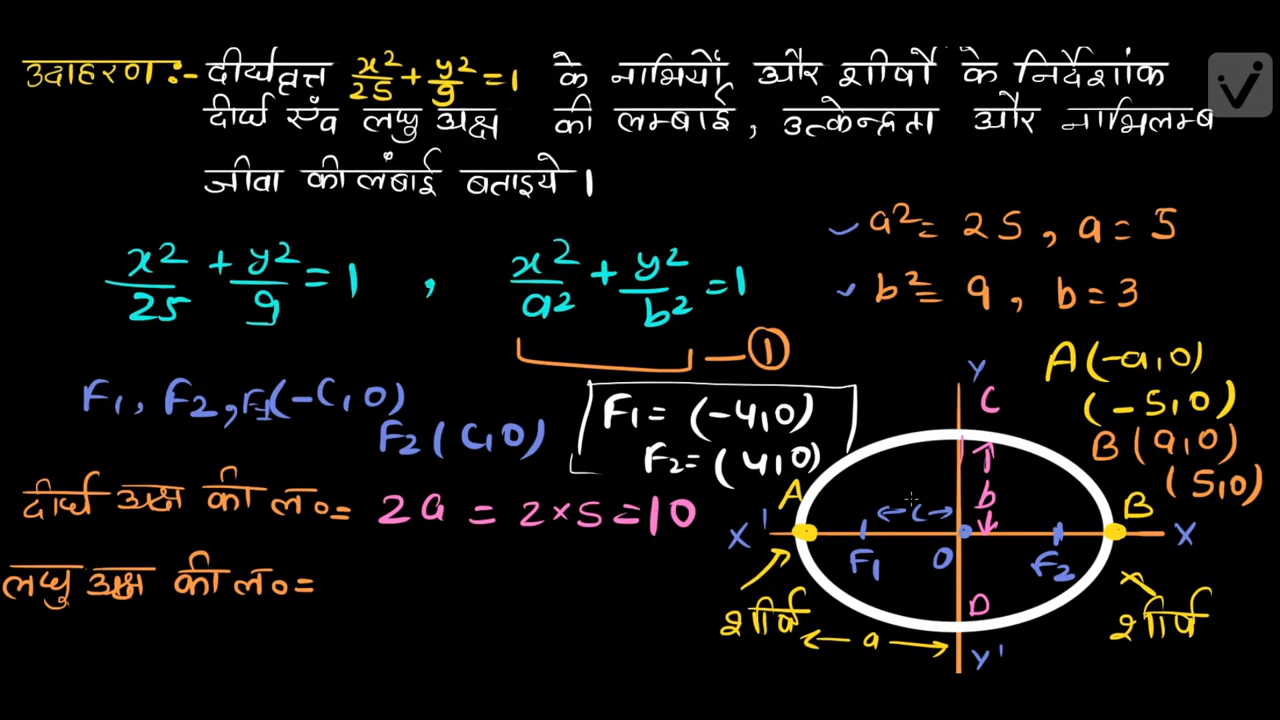 उदाहरण :- दीर्घवृत्त x²/25 + y²/9 = 1 के नाभियों और शीर्षों के निर्देशांक
दीर्घ एंव लघु अक्ष की लम्बाई, उत्केन्द्रता और नाभिलम्ब
जीवा की लंबाई बताइये।
a² = 25, a = 5
x²/25 + y²/9 = 1, x²/a² + y²/b² = 1
b² = 9, b = 3
— ①
F1, F2, F1(-C,0)
F2(C,0)
F1 = (-4,0)
F2 = (4,0)
A(-a,0)
(-5,0)
B(a,0)
(5,0)
दीर्घ अक्ष की ल० = 2a = 2×5 = 10
लघु अक्ष की ल० =
Y
C
A
b
B
X'
c
X
F1
O
F2
शीर्ष
D
शीर्ष
a
Y'